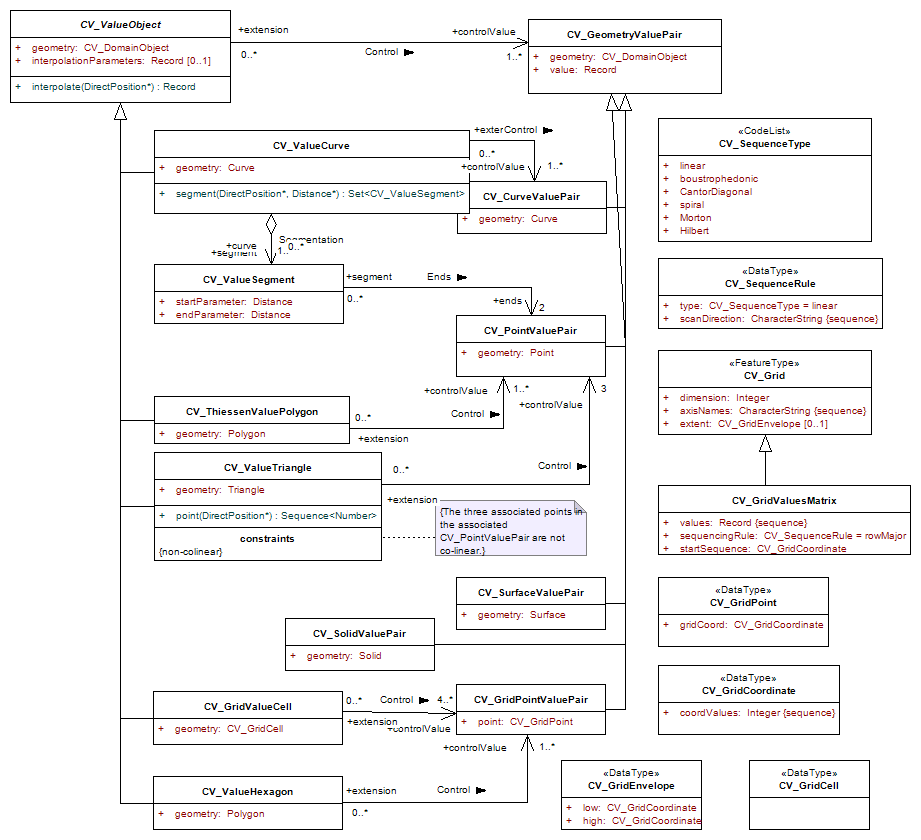 CV_ValueObject
+ geometry: CV_DomainObject
+ interpolationParameters: Record [0..1]
+ interpolate(DirectPosition*) : Record
+extension
0..*
Control
+controlValue
1..*
CV_GeometryValuePair
+ geometry: CV_DomainObject
+ value: Record
CV_ValueCurve
+ geometry: Curve
+ segment(DirectPosition*, Distance*) : Set<CV_ValueSegment>
+exterControl
0..*
+controlValue
1..*
CV_CurveValuePair
+ geometry: Curve
«CodeList»
CV_SequenceType
+ linear
+ boustrophedonic
+ CantorDiagonal
+ spiral
+ Morton
+ Hilbert
Segmentation
+curve
0..*
+segment
1..*
CV_ValueSegment
+ startParameter: Distance
+ endParameter: Distance
+segment
0..*
Ends
+ends
2
«DataType»
CV_SequenceRule
+ type: CV_SequenceType = linear
+ scanDirection: CharacterString {sequence}
CV_PointValuePair
+ geometry: Point
«FeatureType»
CV_Grid
+ dimension: Integer
+ axisNames: CharacterString {sequence}
+ extent: CV_GridEnvelope [0..1]
CV_ThiessenValuePolygon
+ geometry: Polygon
0..*
+extension
Control
+controlValue
1..*
+controlValue
3
CV_ValueTriangle
+ geometry: Triangle
+ point(DirectPosition*) : Sequence<Number>
constraints
{non-colinear}
0..*
Control
+extension
{The three associated points in
the associated
CV_PointValuePair are not
co-linear.}
CV_GridValuesMatrix
+ values: Record {sequence}
+ sequencingRule: CV_SequenceRule = rowMajor
+ startSequence: CV_GridCoordinate
CV_SurfaceValuePair
+ geometry: Surface
«DataType»
CV_GridPoint
+ gridCoord: CV_GridCoordinate
CV_SolidValuePair
+ geometry: Solid
«DataType»
CV_GridCoordinate
+ coordValues: Integer {sequence}
CV_GridValueCell
+ geometry: CV_GridCell
0..*
Control
4..*
+extension
+controlValue
CV_GridPointValuePair
+ point: CV_GridPoint
+controlValue
1..*
CV_ValueHexagon
+ geometry: Polygon
+extension
0..*
Control
«DataType»
CV_GridEnvelope
+ low: CV_GridCoordinate
+ high: CV_GridCoordinate
«DataType»
CV_GridCell